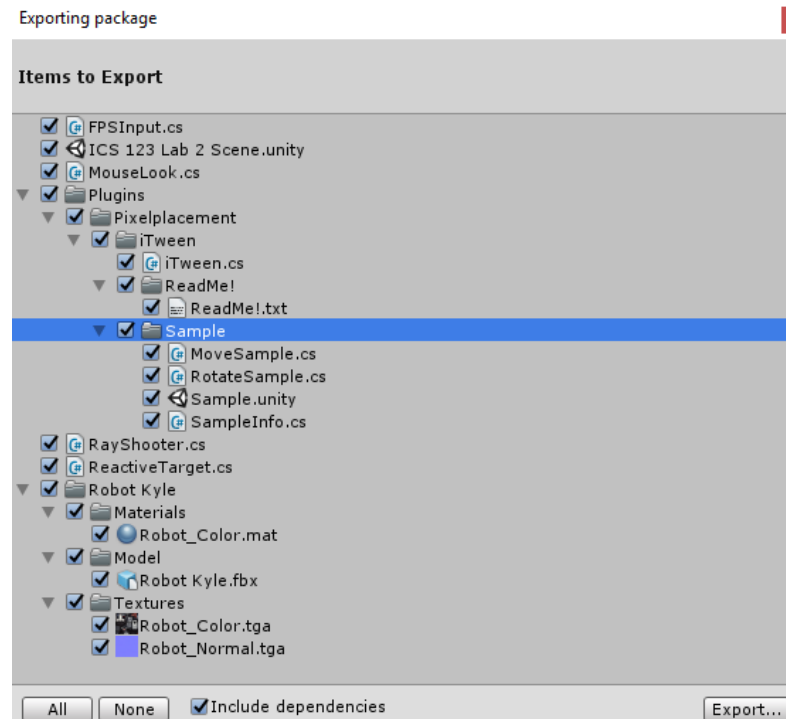 Exporting package
Items to Export
FPSInput.cs
ICS 123 Lab 2 Scene.unity
MouseLook.cs
Plugins
Pixelplacement
iTween
iTween.cs
ReadMe!
ReadMe!.txt
Sample
MoveSample.cs
RotateSample.cs
Sample.unity
SampleInfo.cs
RayShooter.cs
ReactiveTarget.cs
Robot Kyle
Materials
Robot_Color.mat
Model
Robot Kyle.fbx
Textures
Robot_Color.tga
Robot_Normal.tga
All None Include dependencies Export...